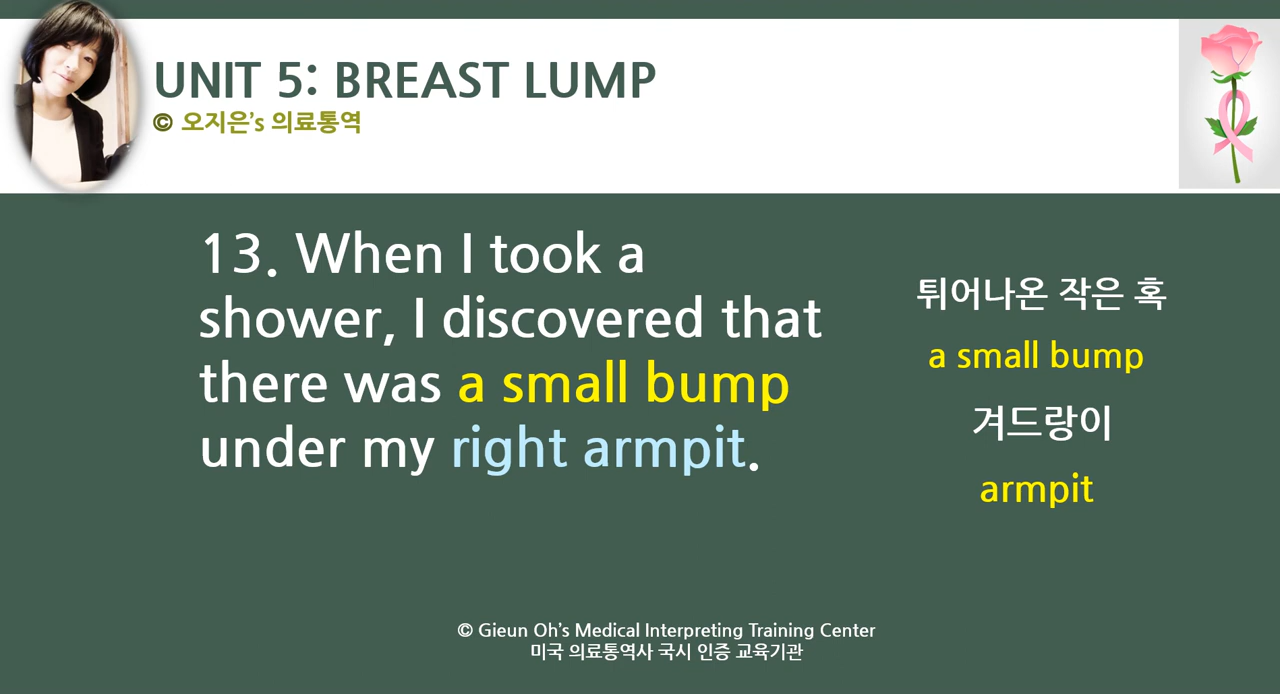 UNIT 5: BREAST LUMP
© 오지은's 의료통역
13. When I took a
shower, I discovered that
there was a small bump
under my right armpit.
튀어나온 작은 혹
a small bump
겨드랑이
armpit
© Gieun Oh's Medical Interpreting Training Center
미국 의료통역사 국시 인증 교육기관